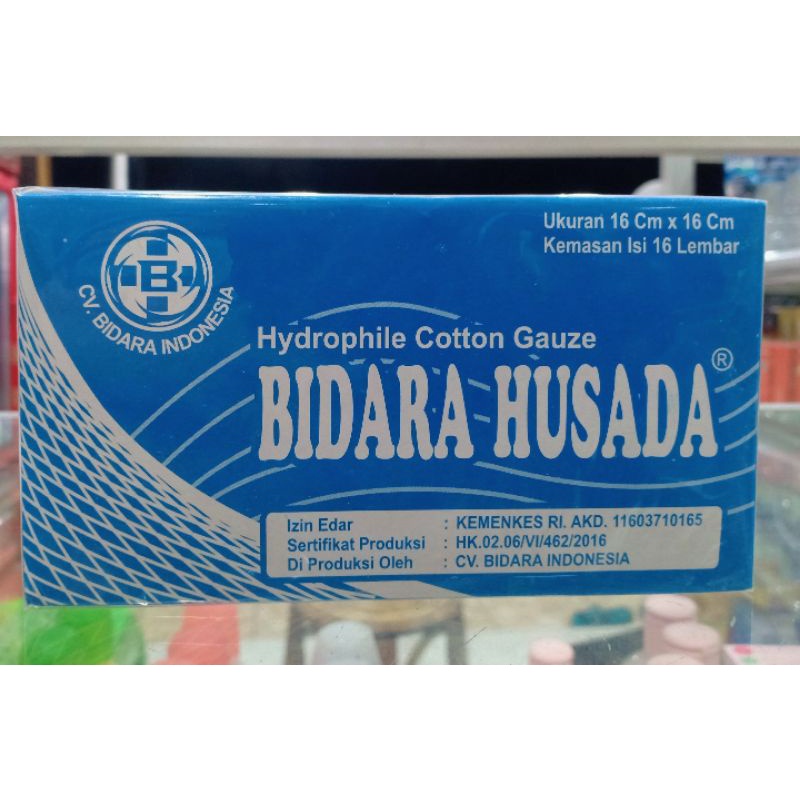 Ukuran 16 Cm x 16 Cm
Kemasan Isi 16 Lembar
B
CV. BIDARA INDONESIA
Hydrophile Cotton Gauze
BIDARA HUSADA®
Izin Edar : KEMENKES RI. AKD. 11603710165
Sertifikat Produksi : HK.02.06/VI/462/2016
Di Produksi Oleh : CV. BIDARA INDONESIA